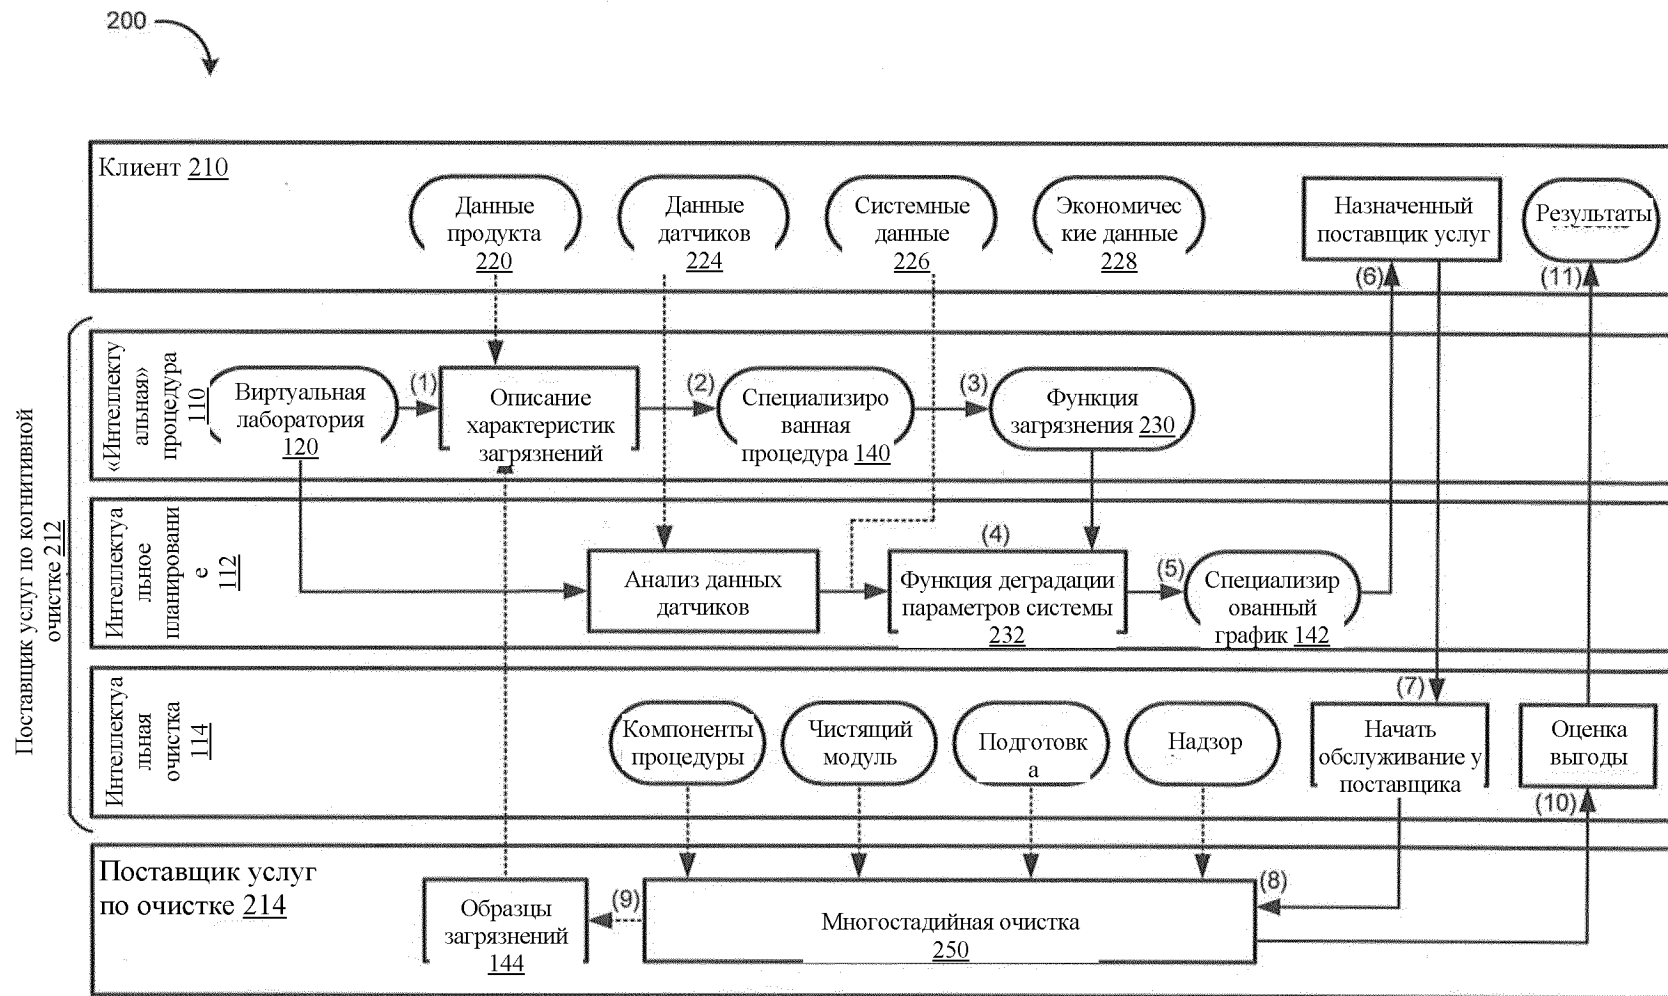 200
Клиент 210
Данные
продукта
220
Данные
датчиков
224
Системные
данные
226
Экономичес
кие данные
228
Назначенный
поставщик услуг
Результаты
(6)
(11)
Поставщик услуг по когнитивной
очистке 212
«Интеллекту
альная»
процедура
110
Виртуальная
лаборатория
120
(1)
Описание
характеристик
загрязнений
(2)
Специализиро
ванная
процедура 140
(3)
Функция
загрязнения 230
Интеллектуа
льное
планировани
е 112
Анализ данных
датчиков
(4)
Функция деградации
параметров системы
232
(5)
Специализир
ованный
график 142
Интеллектуа
льная
очистка
114
Компоненты
процедуры
Чистящий
модуль
Подготовк
а
Надзор
(7)
Начать
обслуживание у
поставщика
Оценка
выгоды
(10)
Поставщик услуг
по очистке 214
Образцы
загрязнений
144
(9)
Многостадийная очистка
250
(8)